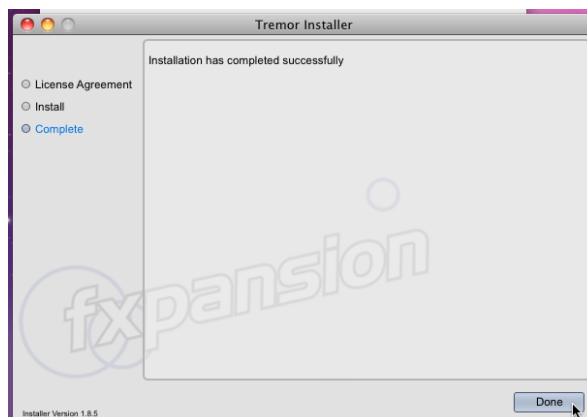 Tremor Installer
Installation has completed successfully
License Agreement
Install
Complete
fxpansion
Done
Installer Version 1.8.5